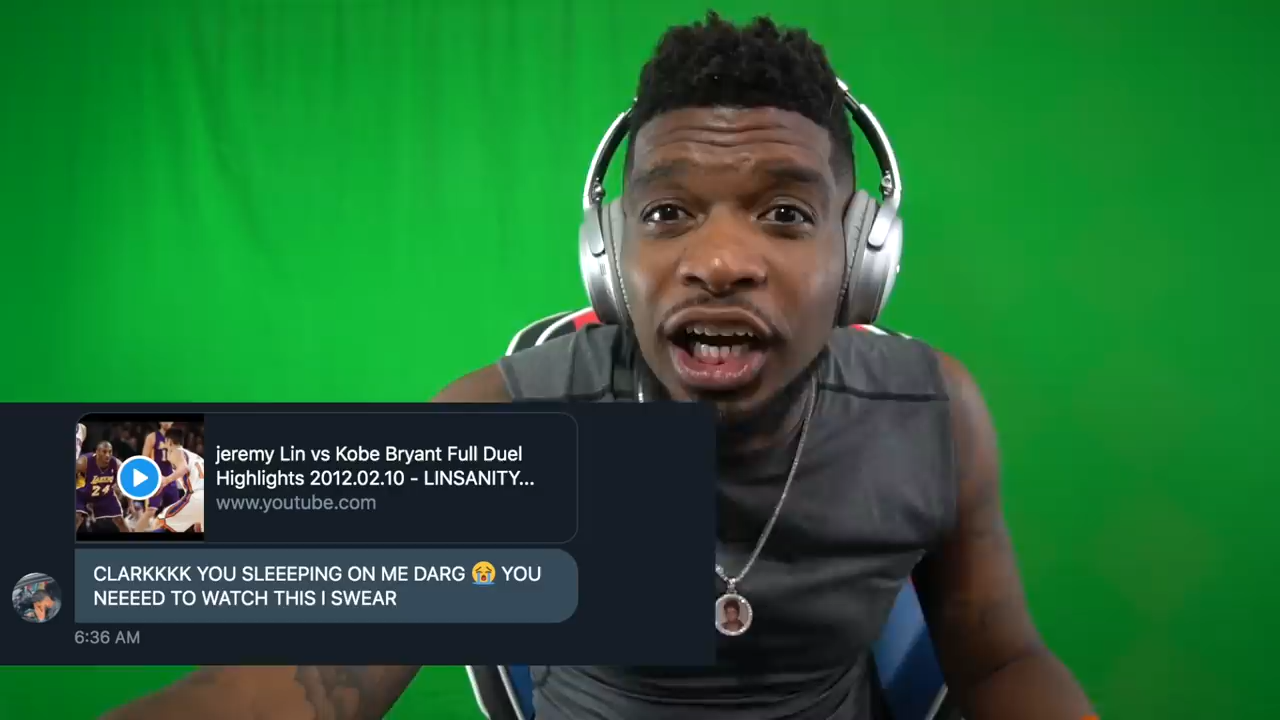 jeremy Lin vs Kobe Bryant Full Duel
Highlights 2012.02.10 - LINSANITY...
www.youtube.com
CLARKKKK YOU SLEEEPING ON ME DARG 😭 YOU
NEEEED TO WATCH THIS I SWEAR
6:36 AM